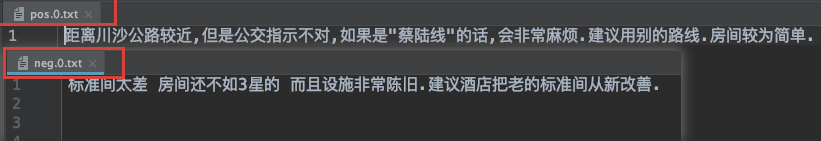 pos.0.txt ×
1 距离川沙公路较近,但是公交指示不对,如果是"蔡陆线"的话,会非常麻烦.建议用别的路线.房间较为简单.
neg.0.txt ×
1 标准间太差 房间还不如3星的 而且设施非常陈旧.建议酒店把老的标准间从新改善.
2
3